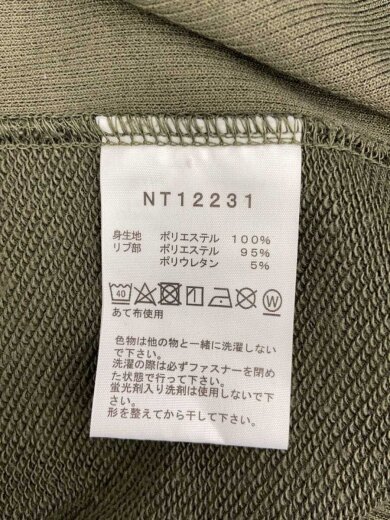 NT12231
身生地 ポリエステル 100%
リブ部 ポリエステル 95%
ポリウレタン 5%
40 W
あて布使用
色物は他の物と一緒に洗濯しない
で下さい。
洗濯の際は必ずファスナーを閉め
た状態で行って下さい。
蛍光剤入り洗剤は使用しないで
下さい。
形を整えてから干して下さい。